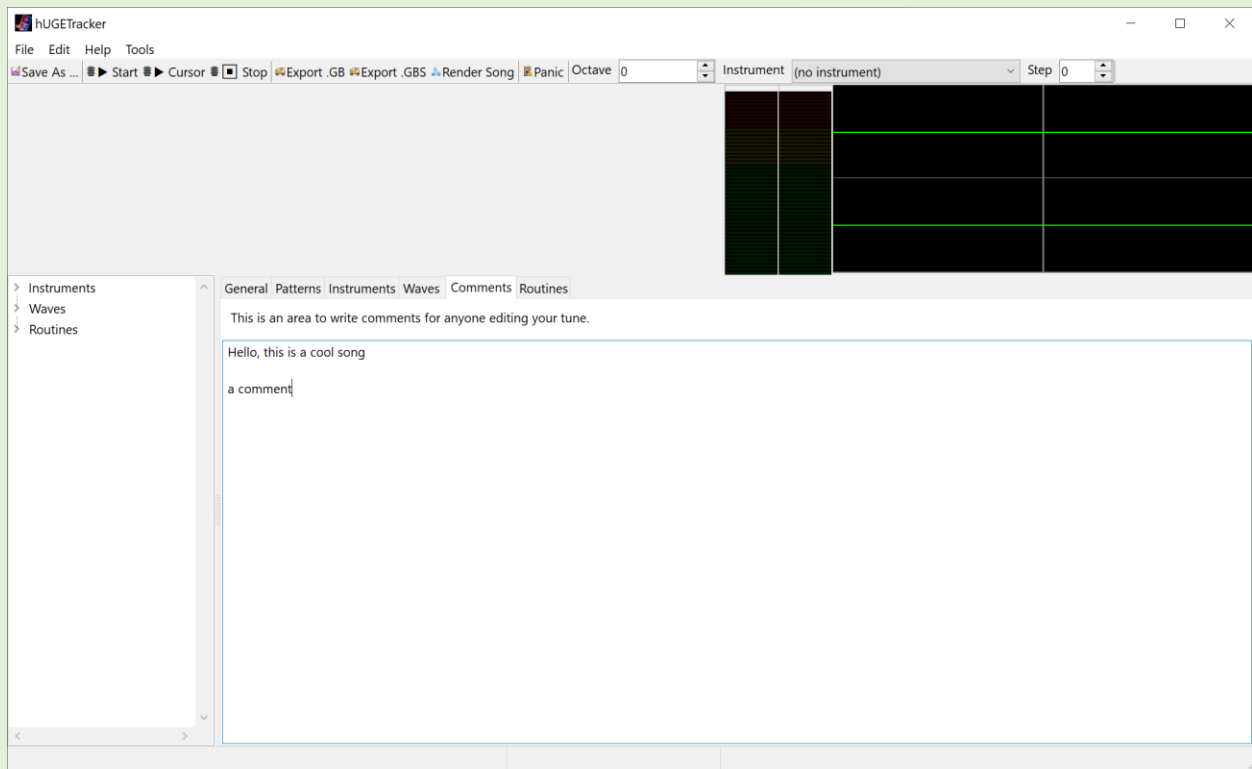 hUGETracker
File Edit Help Tools
Save As ... Start Cursor Stop Export .GB Export .GBS Render Song Panic Octave 0 Instrument (no instrument) Step 0
Instruments
Waves
Routines
General Patterns Instruments Waves Comments Routines
This is an area to write comments for anyone editing your tune.
Hello, this is a cool song
a comment